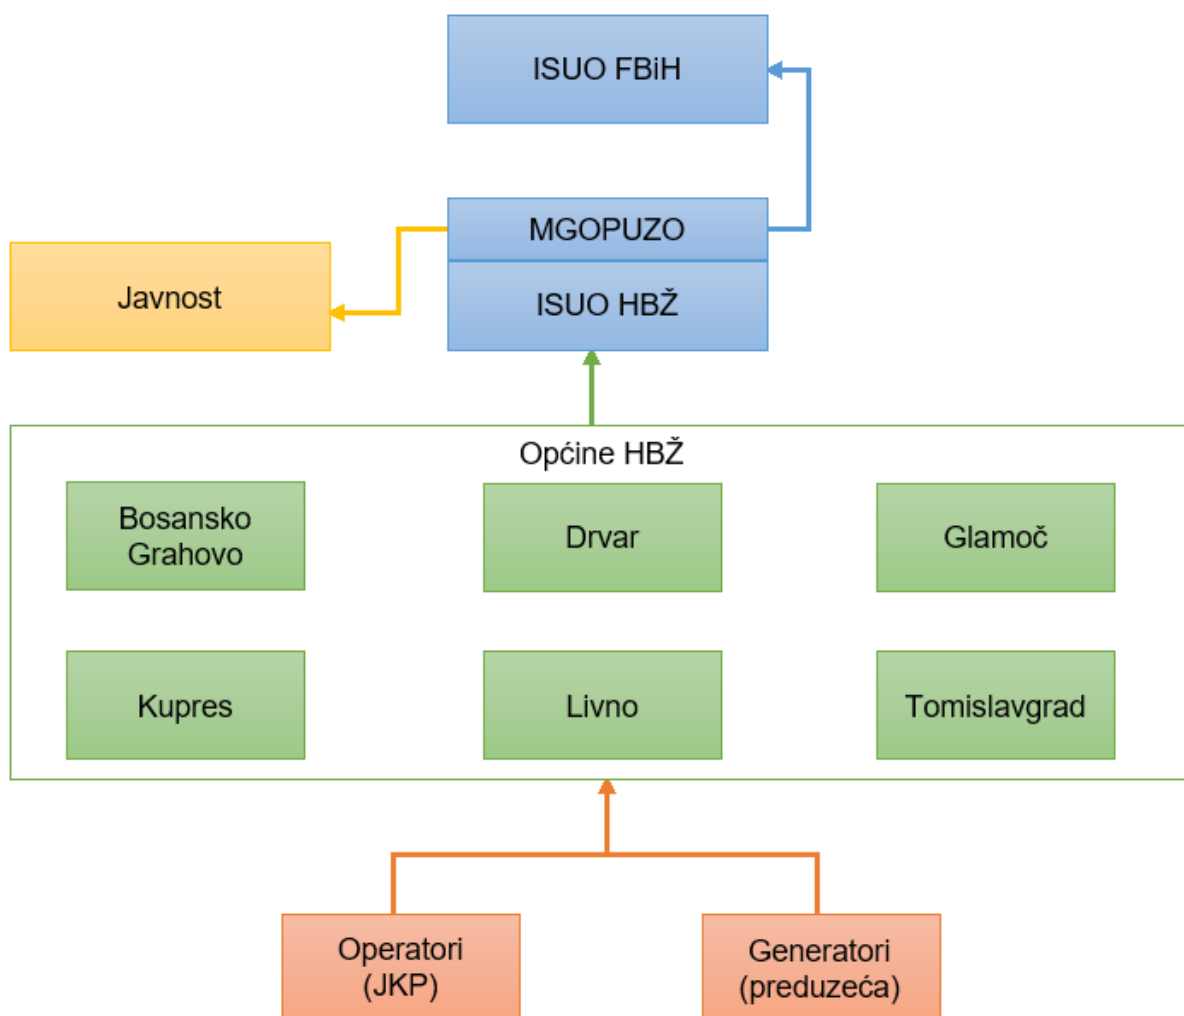 ISUO FBiH
MGOPUZO
Javnost
ISUO HBŽ
Općine HBŽ
Bosansko
Grahovo
Drvar
Glamoč
Kupres
Livno
Tomislavgrad
Operatori
(JKP)
Generatori
(preduzeća)